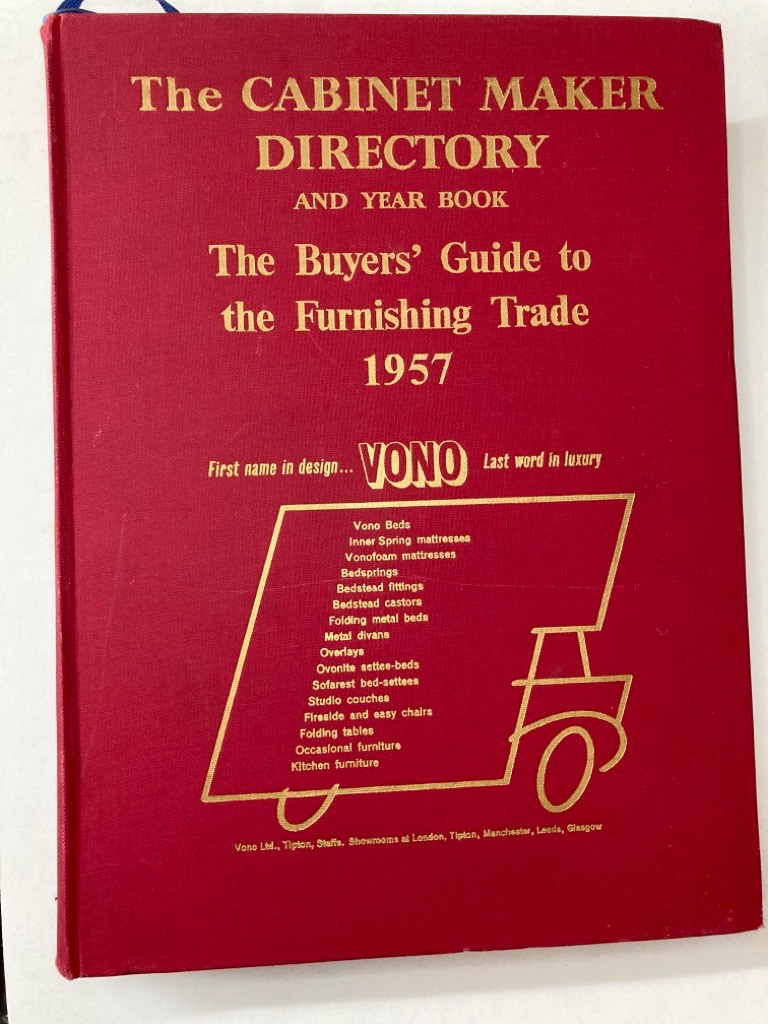 The CABINET MAKER
DIRECTORY
AND YEAR BOOK
The Buyers' Guide to
the Furnishing Trade
1957
First name in design... VONO Last word in luxury
Vono Beds
Inner Spring mattresses
Vonofoam mattresses
Bedsprings
Bedstead fittings
Bedstead castors
Folding metal beds
Metal divans
Overlays
Ovonite settee-beds
Sofarest bed-settees
Studio couches
Fireside and easy chairs
Folding tables
Occasional furniture
Kitchen furniture
Vono Ltd., Tipton, Staffs. Showrooms at London, Tipton, Manchester, Leeds, Glasgow